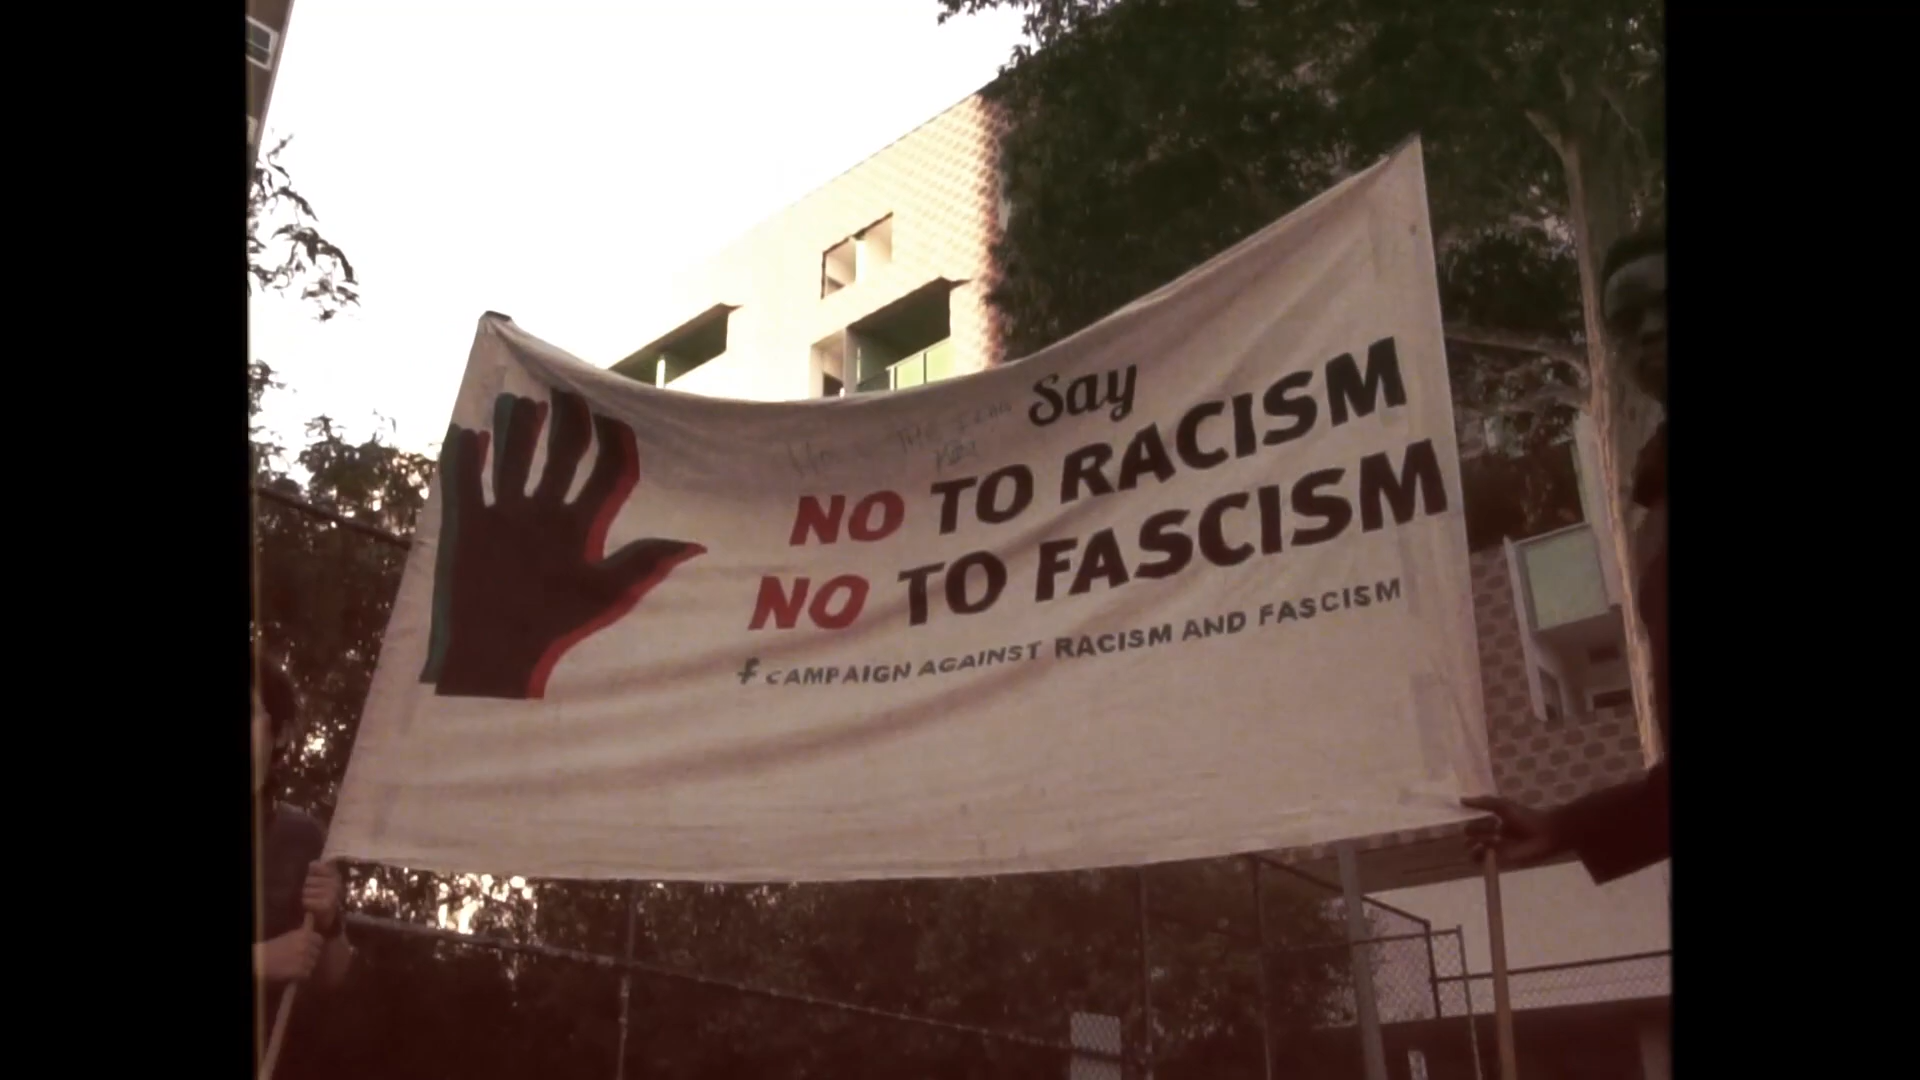 Say
NO TO RACISM
NO TO FASCISM
f CAMPAIGN AGAINST RACISM AND FASCISM